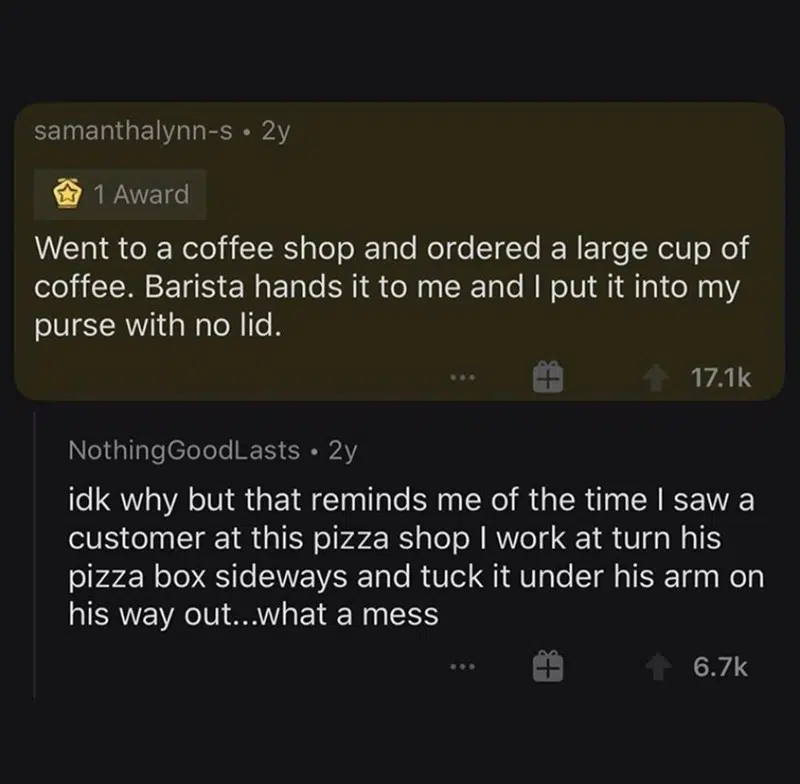 samanthalynn-s • 2y
1 Award
Went to a coffee shop and ordered a large cup of
coffee. Barista hands it to me and I put it into my
purse with no lid.
17.1k
NothingGoodLasts • 2y
idk why but that reminds me of the time I saw a
customer at this pizza shop I work at turn his
pizza box sideways and tuck it under his arm on
his way out...what a mess
6.7k